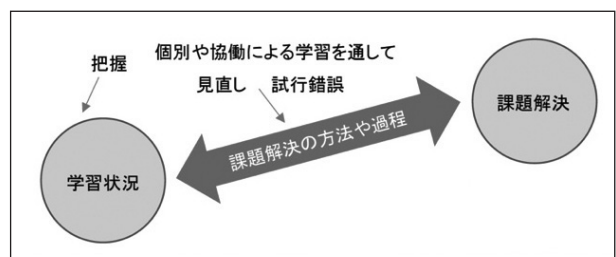 個別や協働による学習を通して
把握
見直し　試行錯誤
課題解決
課題解決の方法や過程
学習状況